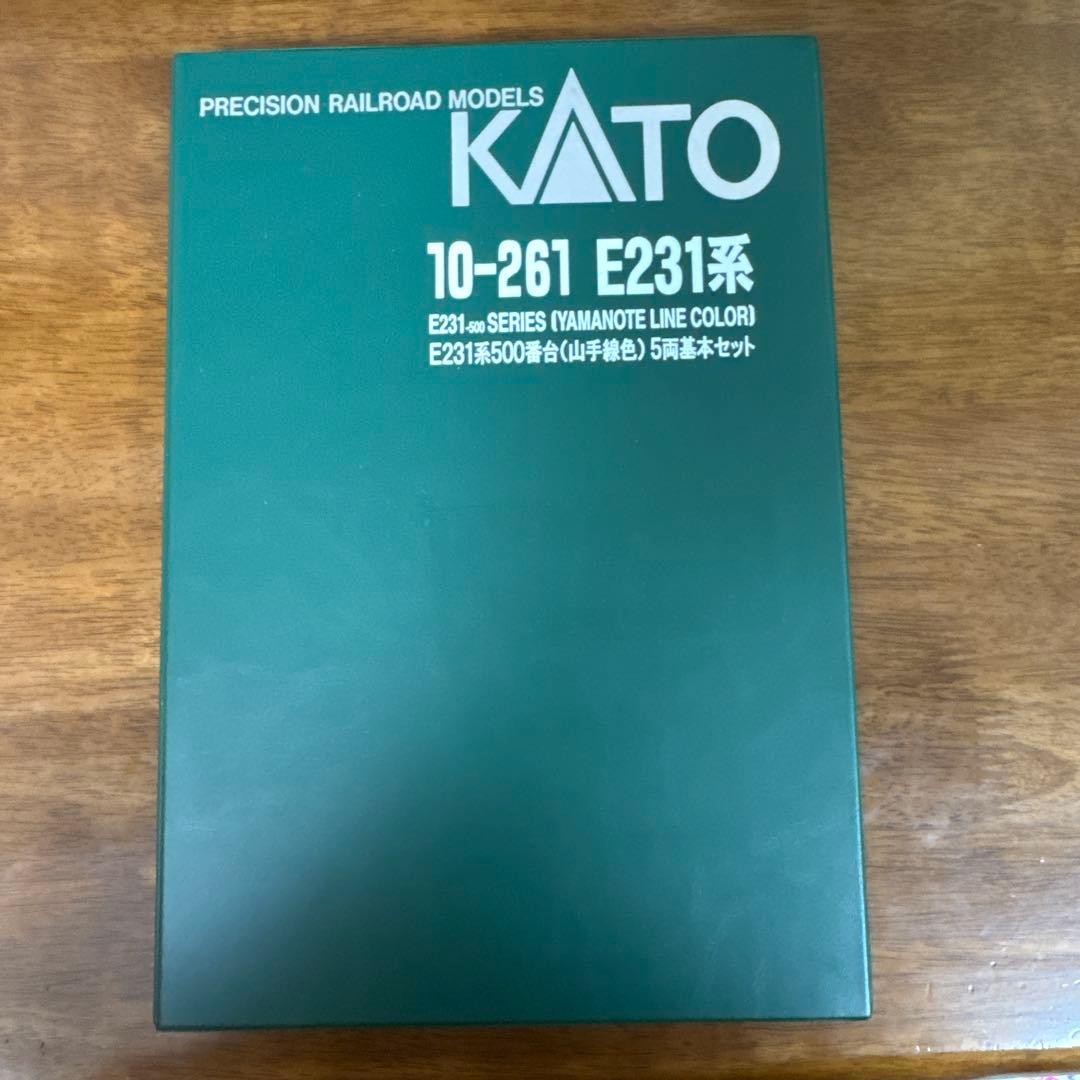 PRECISION RAILROAD MODELS
KATO
10-261 E231系
E231-500 SERIES (YAMANOTE LINE COLOR)
E231系500番台(山手線色) 5両基本セット